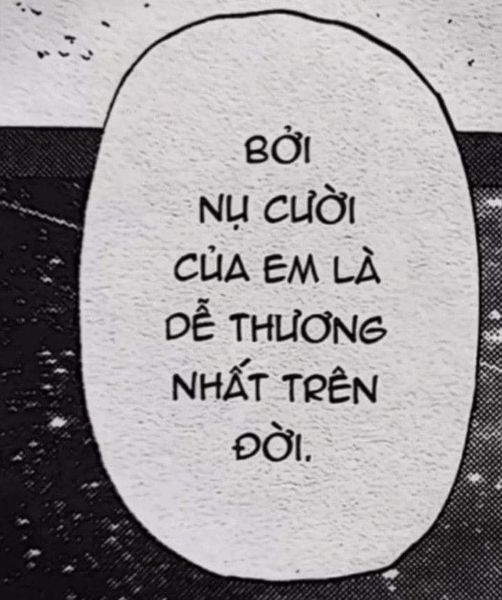 BỞI
NỤ CƯỜI
CỦA EM LÀ
DỄ THƯƠNG
NHẤT TRÊN
ĐỜI.